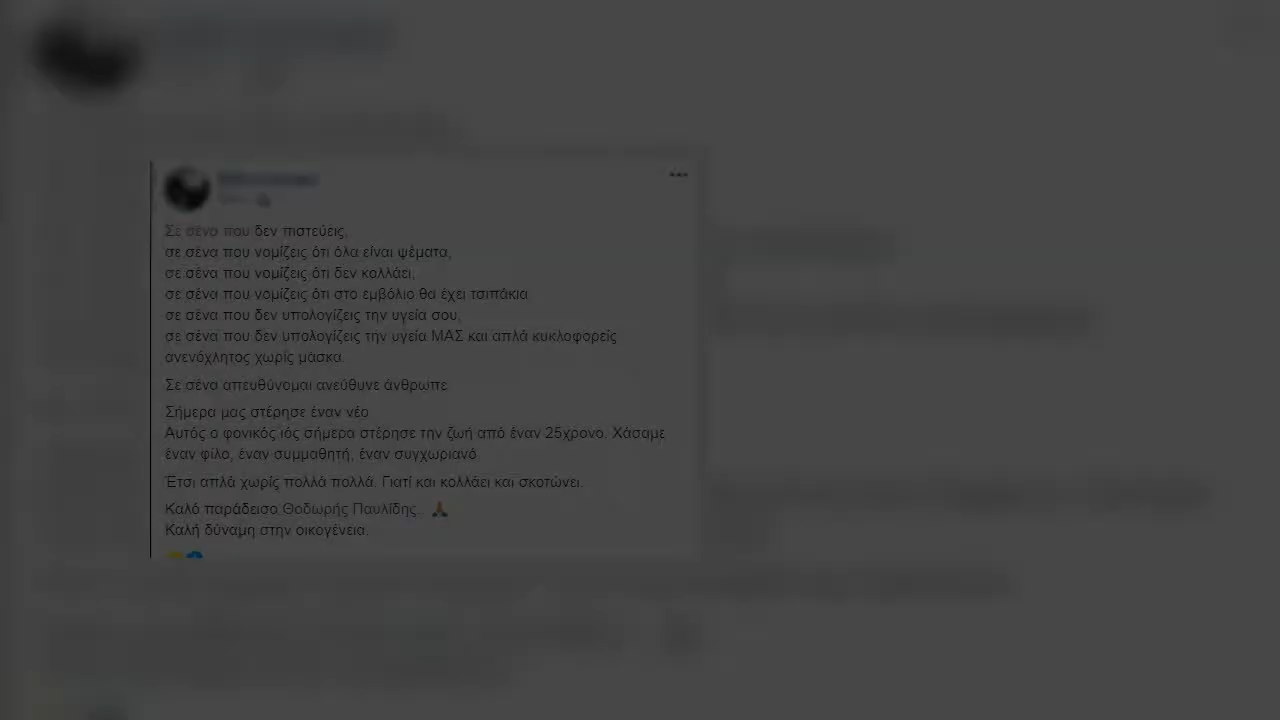 Σε σένα που δεν πιστεύεις,
σε σένα που νομίζεις ότι όλα είναι ψέματα,
σε σένα που νομίζεις ότι δεν κολλάει,
σε σένα που νομίζεις ότι στο εμβόλιο θα έχει τσιπάκια
σε σένα που δεν υπολογίζεις την υγεία σου,
σε σένα που δεν υπολογίζεις την υγεία ΜΑΣ και απλά κυκλοφορείς
ανενόχλητος χωρίς μάσκα.
Σε σένα απευθύνομαι ανεύθυνε άνθρωπε.
Σήμερα μας στέρησε έναν νέο
Αυτός ο φονικός ιός σήμερα στέρησε την ζωή από έναν 25χρονο. Χάσαμε
έναν φίλο, έναν συμμαθητή, έναν συγχωριανό.
Έτσι απλά χωρίς πολλά πολλά. Γιατί και κολλάει και σκοτώνει.
Καλό παράδεισο Θοδωρής Παυλίδης.. 🙏
Καλή δύναμη στην οικογένεια.